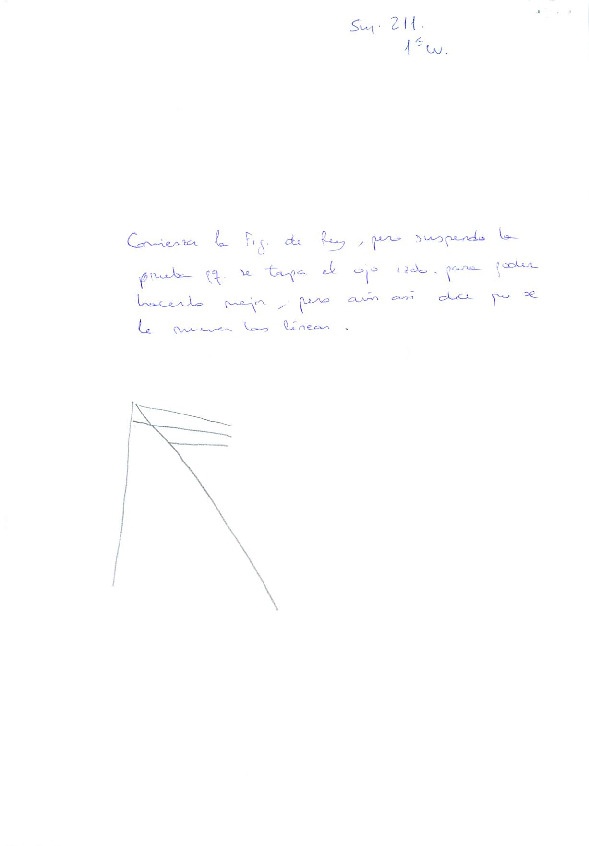 Suj. 211.
1ª ev.
Comienza la Fig. de Rey, pero suspendo la
prueba pq. se tapa el ojo izdo. para poder
hacerlo mejor, pero aún así dice que se
le mueven las líneas.